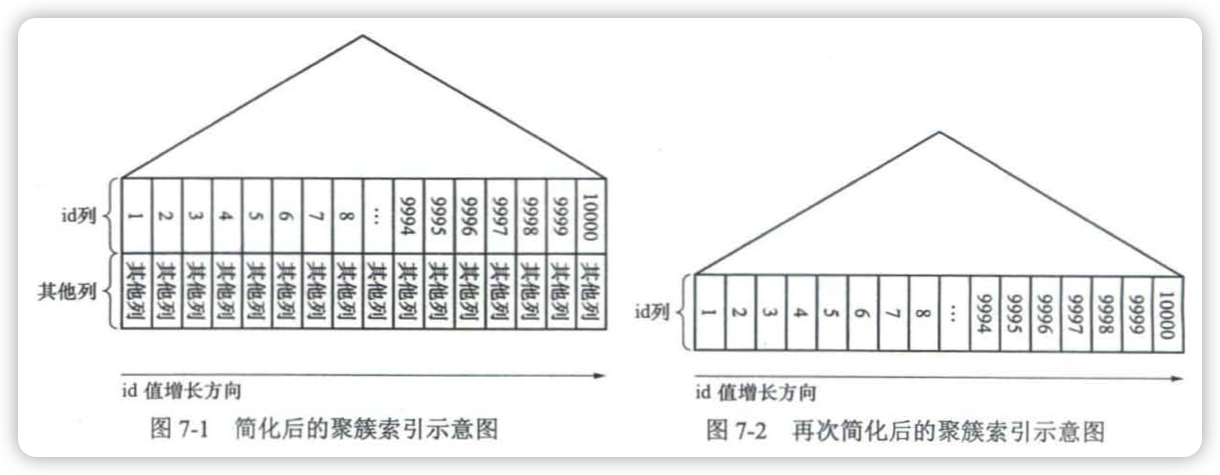 id列
1 2 3 4 5 6 7 8 … 9994 9995 9996 9997 9998 9999 10000
其他列
其他列 其他列 其他列 其他列 其他列 其他列 其他列 其他列 其他列 其他列 其他列 其他列 其他列 其他列 其他列 其他列
id 值增长方向
图 7-1 简化后的聚簇索引示意图
id列
1 2 3 4 5 6 7 8 … 9994 9995 9996 9997 9998 9999 10000
id 值增长方向
图 7-2 再次简化后的聚簇索引示意图